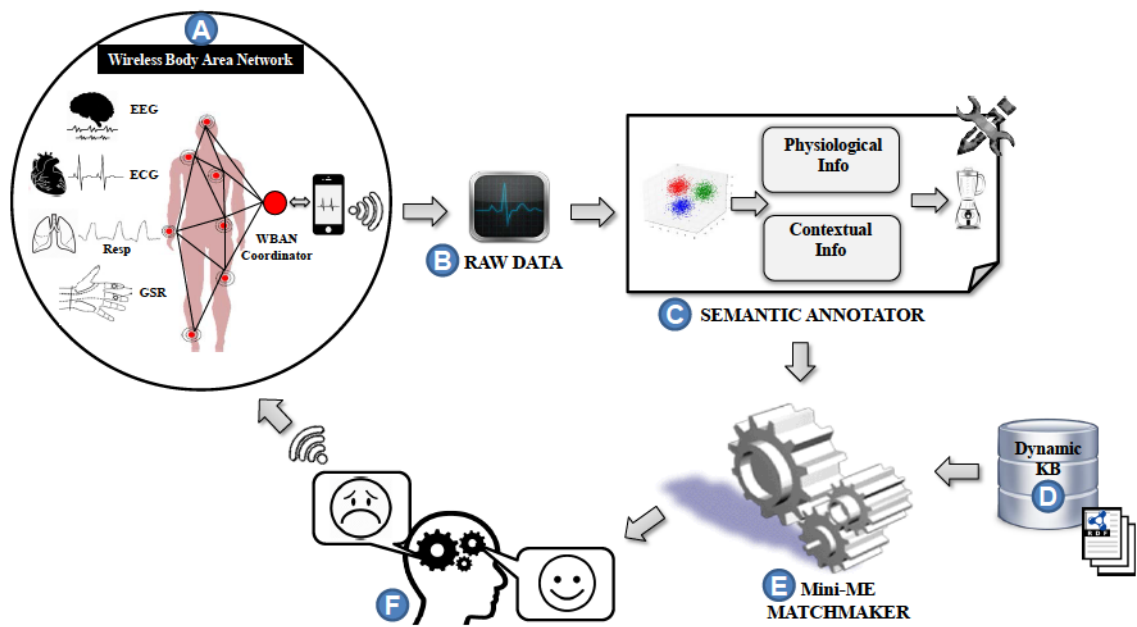 A
Wireless Body Area Network
EEG
ECG
Resp
GSR
WBAN
Coordinator
B RAW DATA
Physiological
Info
Contextual
Info
C SEMANTIC ANNOTATOR
Dynamic
KB
D
RDF
E Mini-ME
MATCHMAKER
F